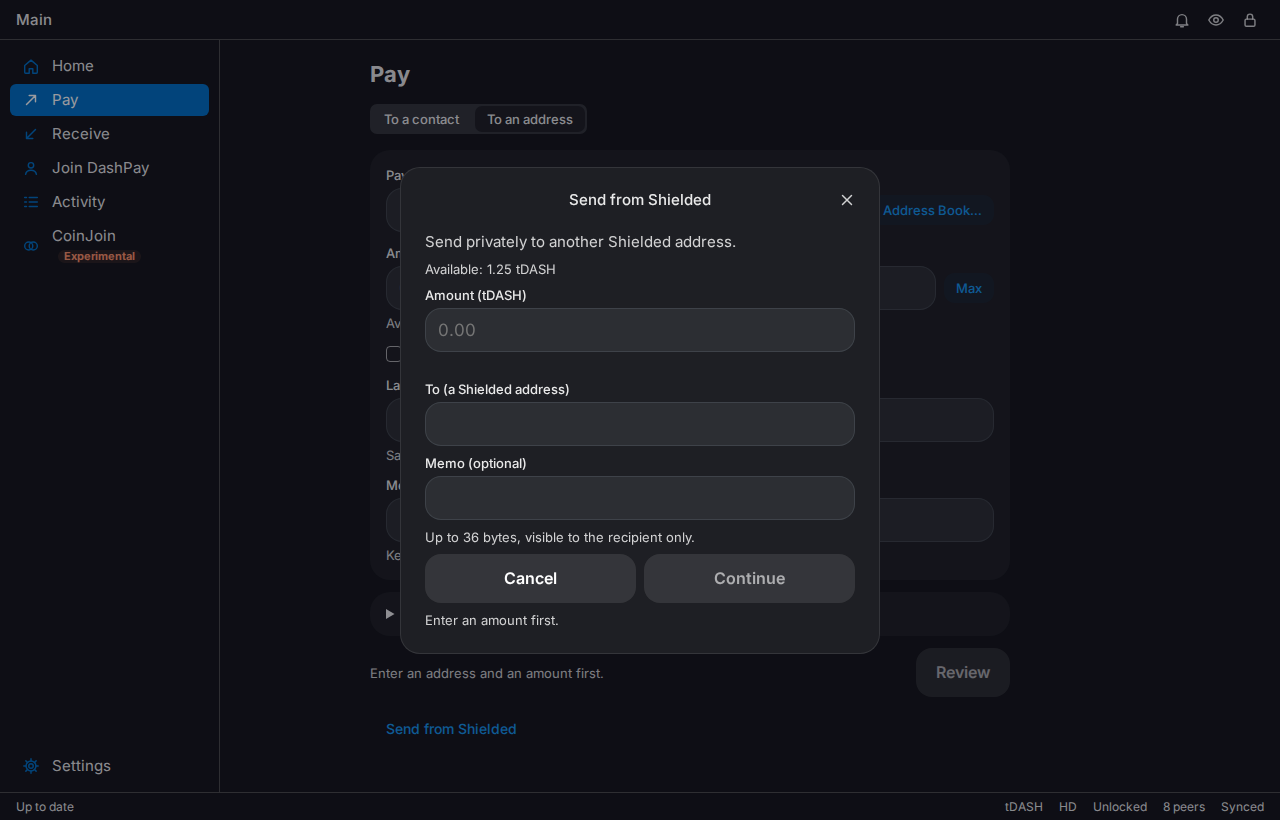 Main
Home
Pay
Receive
Join DashPay
Activity
CoinJoin
Experimental
Settings
Pay
To a contact
To an address
Pay
Address Book...
Max
Send from Shielded
Send privately to another Shielded address.
Available: 1.25 tDASH
Amount (tDASH)
0.00
To (a Shielded address)
Memo (optional)
Up to 36 bytes, visible to the recipient only.
Cancel
Continue
Enter an amount first.
Enter an address and an amount first.
Review
Send from Shielded
Up to date
tDASH
HD
Unlocked
8 peers
Synced